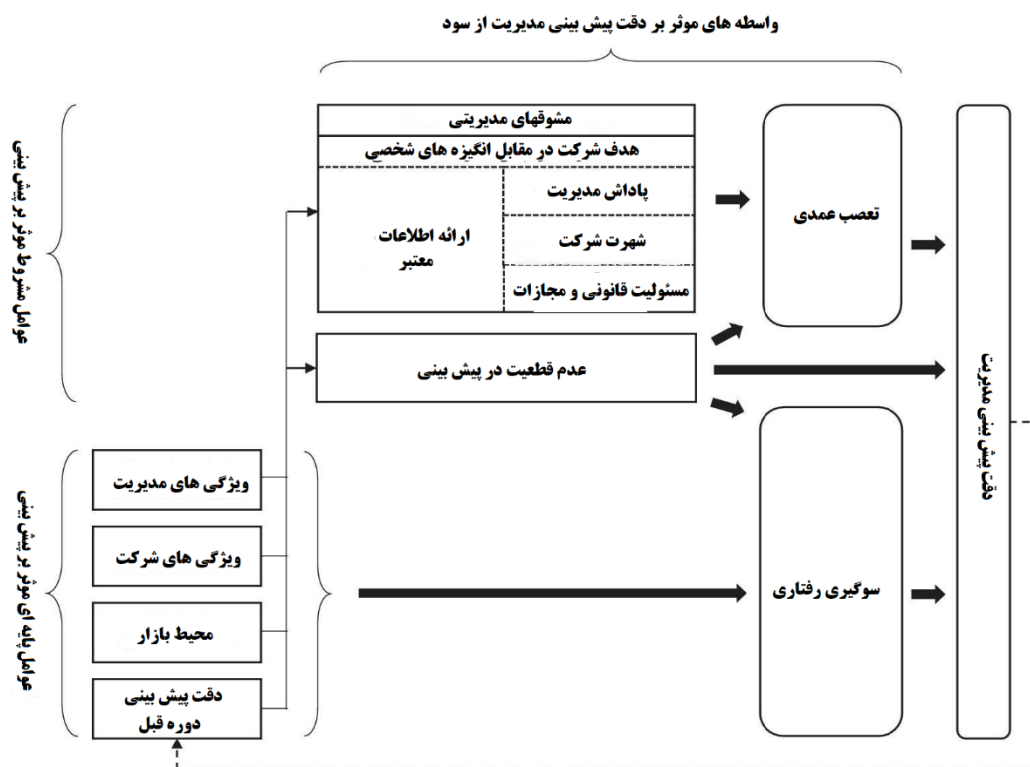 واسطه های موثر بر دقت پیش بینی مدیریت از سود
عوامل مشروط موثر بر پیش بینی
مشوقهای مدیریتی
هدف شرکت در مقابل انگیزه های شخصی
پاداش مدیریت
شهرت شرکت
مسئولیت قانونی و مجازات
ارائه اطلاعات
معتبر
عدم قطعیت در پیش بینی
تعصب عمدی
سوگیری رفتاری
دقت پیش بینی مدیریت
عوامل پایه ای موثر بر پیش بینی
ویژگی های مدیریت
ویژگی های شرکت
محیط بازار
دقت پیش بینی
دوره قبل